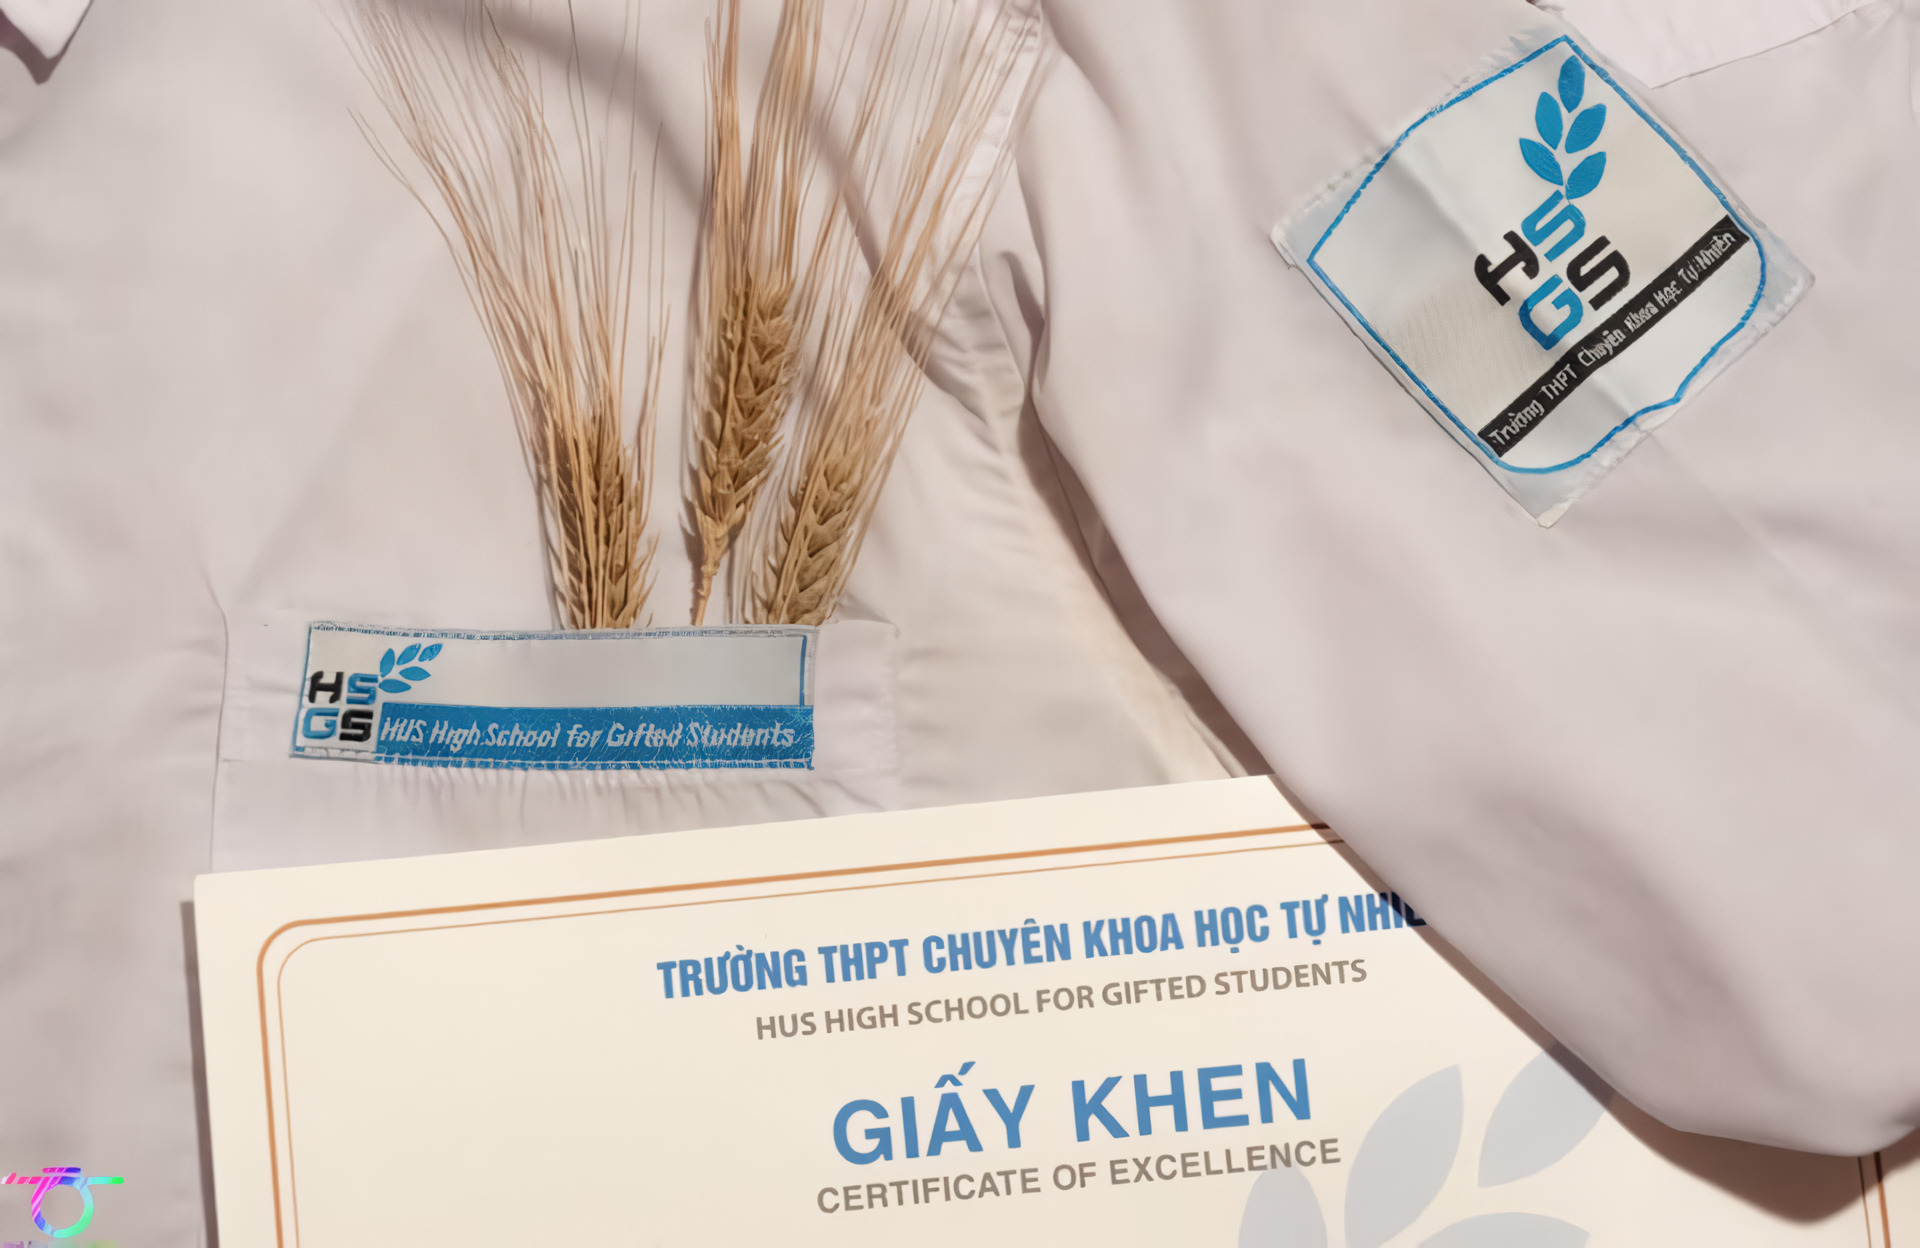 HS
GS
Trường THPT Chuyên Khoa Học Tự Nhiên
HS
GS
HUS High School for Gifted Students
TRƯỜNG THPT CHUYÊN KHOA HỌC TỰ
HUS HIGH SCHOOL FOR GIFTED STUDENTS
GIẤY KHEN
CERTIFICATE OF EXCELLENCE